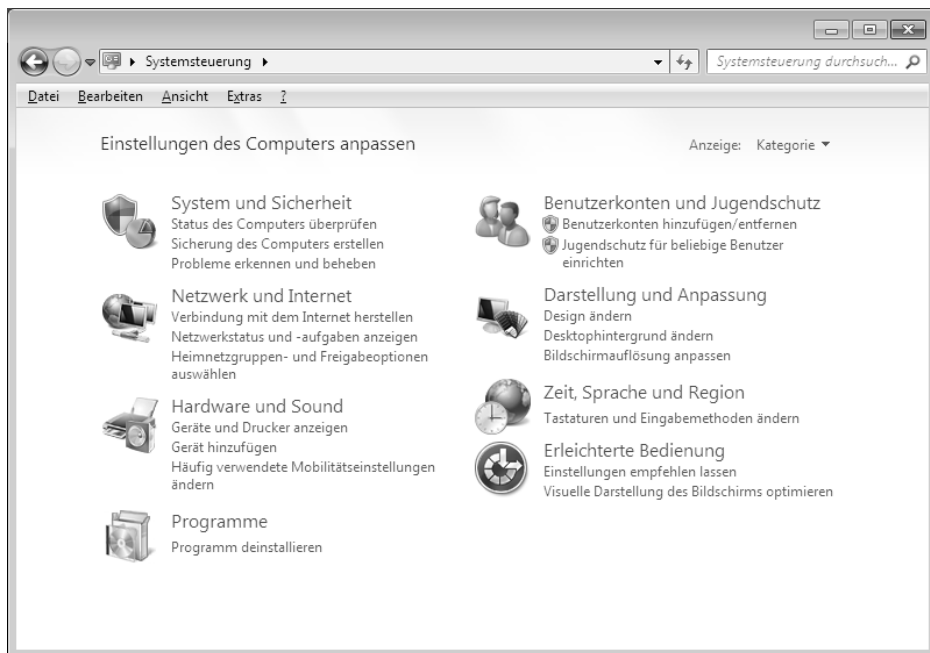 Systemsteuerung
Systemsteuerung durchsuch...
Datei Bearbeiten Ansicht Extras ?
Einstellungen des Computers anpassen
Anzeige: Kategorie
System und Sicherheit
Status des Computers überprüfen
Sicherung des Computers erstellen
Probleme erkennen und beheben
Netzwerk und Internet
Verbindung mit dem Internet herstellen
Netzwerkstatus und -aufgaben anzeigen
Heimnetzgruppen- und Freigabeoptionen
auswählen
Hardware und Sound
Geräte und Drucker anzeigen
Gerät hinzufügen
Häufig verwendete Mobilitätseinstellungen
ändern
Programme
Programm deinstallieren
Benutzerkonten und Jugendschutz
Benutzerkonten hinzufügen/entfernen
Jugendschutz für beliebige Benutzer
einrichten
Darstellung und Anpassung
Design ändern
Desktophintergrund ändern
Bildschirmauflösung anpassen
Zeit, Sprache und Region
Tastaturen und Eingabemethoden ändern
Erleichterte Bedienung
Einstellungen empfehlen lassen
Visuelle Darstellung des Bildschirms optimieren